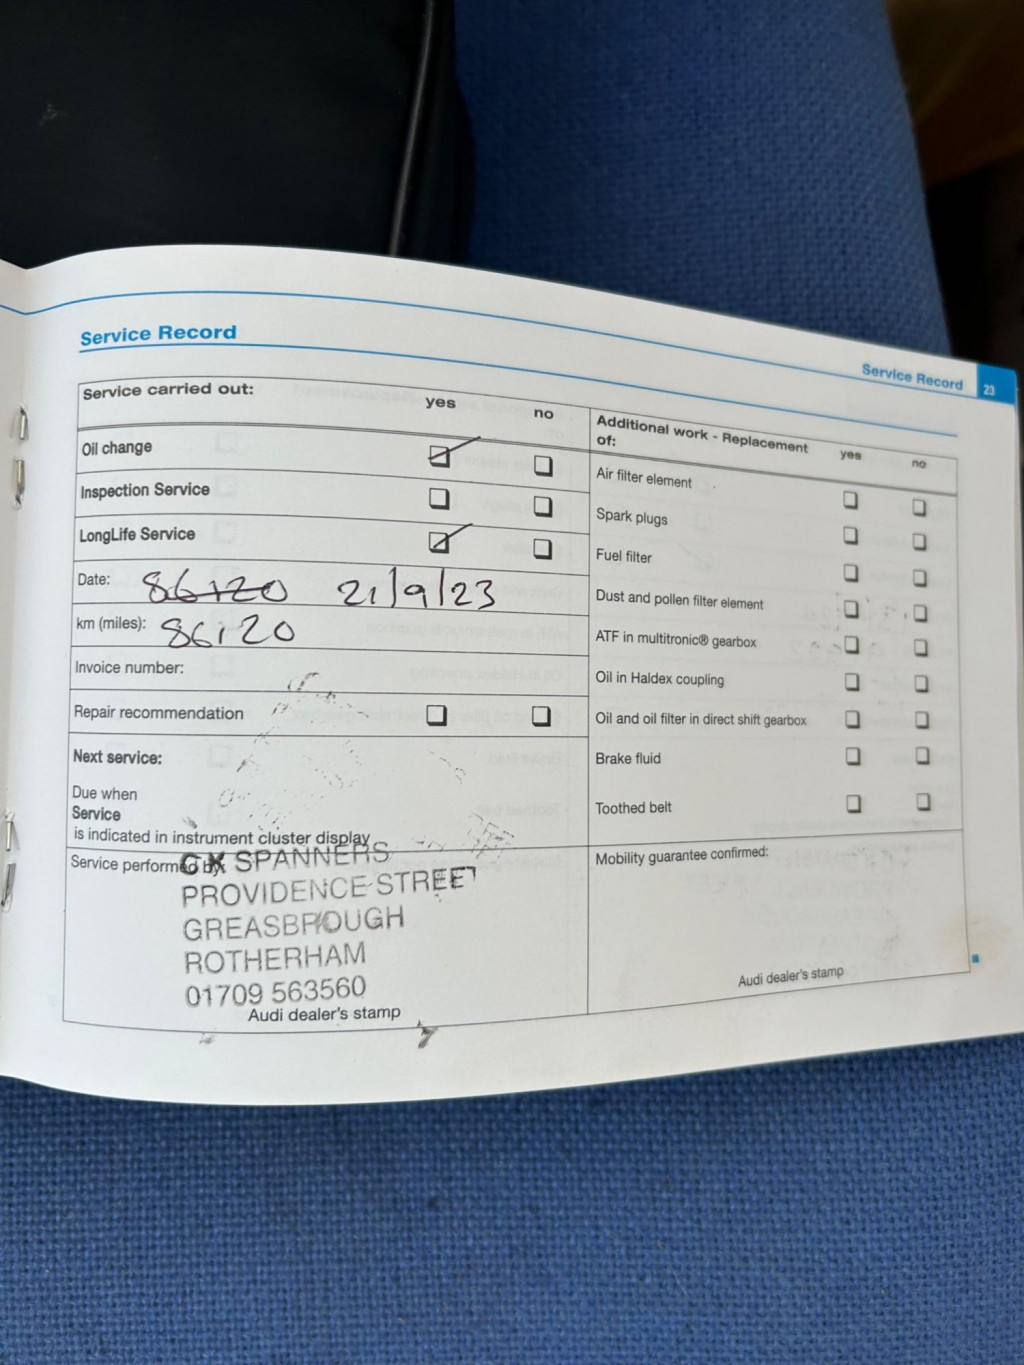 Service Record
Service Record 23
Service carried out: yes no
Oil change
Inspection Service
LongLife Service
Date: 86120 21/9/23
km (miles): 86120
Invoice number:
Repair recommendation
Next service:
Due when
Service
is indicated in instrument cluster display
Service performed by:
SPANNERS
PROVIDENCE STREET
GREASBROUGH
ROTHERHAM
01709 563560
Audi dealer's stamp
Additional work - Replacement
of: yes no
Air filter element
Spark plugs
Fuel filter
Dust and pollen filter element
ATF in multitronic® gearbox
Oil in Haldex coupling
Oil and oil filter in direct shift gearbox
Brake fluid
Toothed belt
Mobility guarantee confirmed:
Audi dealer's stamp